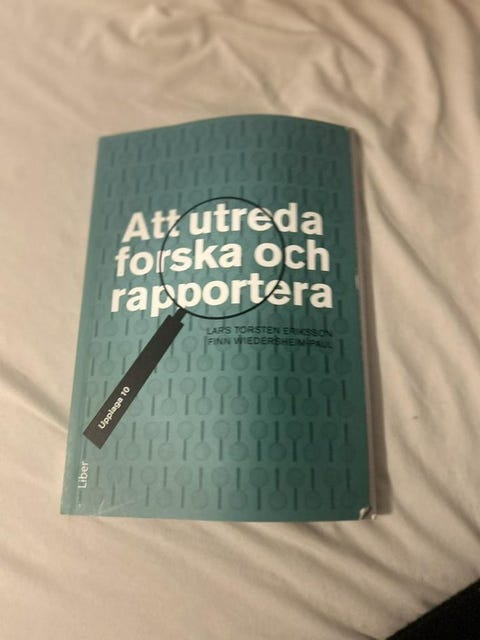 Att utreda
forska och
rapportera
LARS TORSTEN ERIKSSON
FINN WIEDERSHEIM-PAUL
Upplaga 10
Liber